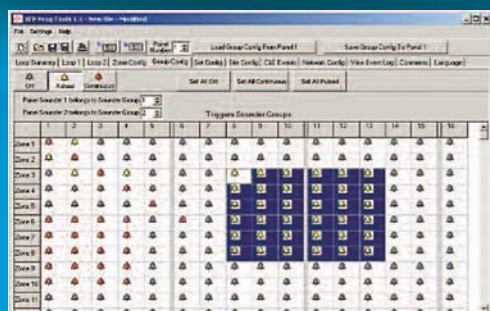 File Settings Help
Panel Number
Load Group Config From Panel 1
Save Group Config To Panel 1
Loop Summary Loop 1 Loop 2 Zone Config Group Config Set Config Site Config C&E Events Network Config View Event Log Comments Language
Off Pulsed Continuous
Set All Off Set All Continuous Set All Pulsed
Panel Sounder 1 belongs to Sounder Group
Panel Sounder 2 belongs to Sounder Group 2
Triggers Sounder Groups
1 2 3 4 5 6 7 8 9 10 11 12 13 14 15 16
Zone 1
Zone 2
Zone 3
Zone 4
Zone 5
Zone 6
Zone 7
Zone 8
Zone 9
Zone 10
Zone 11